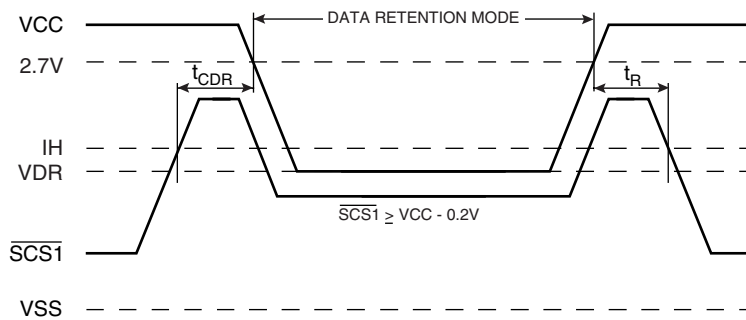 VCC
DATA RETENTION MODE
2.7V
tCDR
tR
IH
VDR
SCS1 ≥ VCC - 0.2V
SCS1
VSS